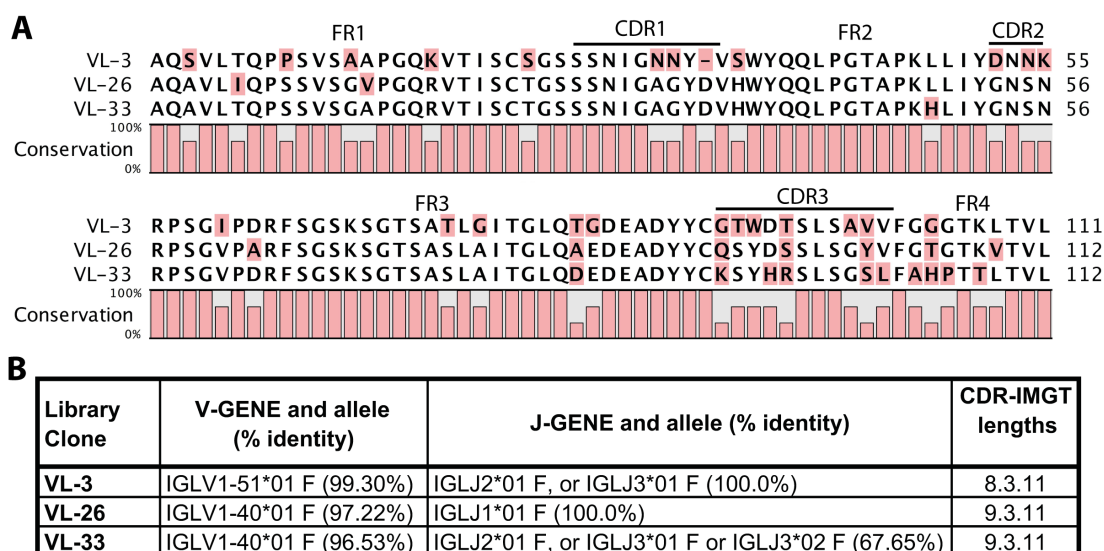 A
FR1 CDR1 FR2 CDR2
VL-3 AQSVLTQPPSVSAAPGQKVTISCSGSSSNIGNNY-VSWYQQLPGTAPKLLIYDNNK 55
VL-26 AQAVLIQPSSVSGVPGQRVTISCTGSSSNIGAGYDVHWYQQLPGTAPKLLIYGNSN 56
VL-33 AQAVLTQPSSVSGAPGQRVTISCTGSSSNIGAGYDVHWYQQLPGTAPKHLIYGNSN 56
100%
Conservation
0%
FR3 CDR3 FR4
VL-3 RPSGIPDRFSGSKSGTSATLGITGLQTGDEADYYCGTWDTSLSAVVFGGGTKLTVL 111
VL-26 RPSGVPARFSGSKSGTSASLAITGLQAEDEADYYCQSYDSSLSGYVFGTGTKVTVL 112
VL-33 RPSGVPDRFSGSKSGTSASLAITGLQDEDEADYYCKSYHRSLSGSLFAHPTTLTVL 112
100%
Conservation
0%
B
Library Clone V-GENE and allele (% identity) J-GENE and allele (% identity) CDR-IMGT lengths
VL-3 IGLV1-51*01 F (99.30%) IGLJ2*01 F, or IGLJ3*01 F (100.0%) 8.3.11
VL-26 IGLV1-40*01 F (97.22%) IGLJ1*01 F (100.0%) 9.3.11
VL-33 IGLV1-40*01 F (96.53%) IGLJ2*01 F, or IGLJ3*01 F or IGLJ3*02 F (67.65%) 9.3.11